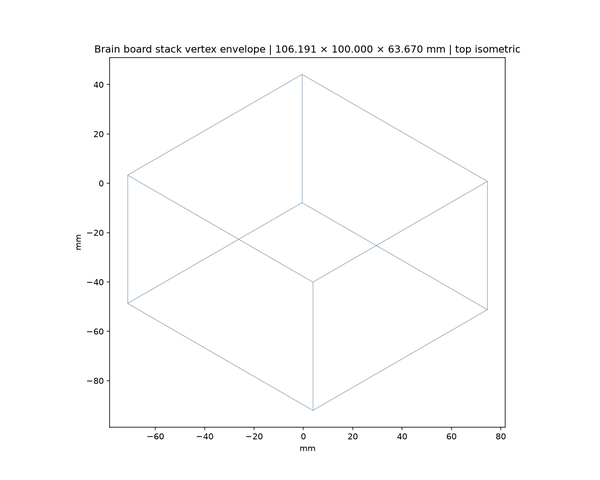 Brain board stack vertex envelope | 106.191 × 100.000 × 63.670 mm | top isometric
40
20
0
−20
−40
−60
−80
mm
−60 −40 −20 0 20 40 60 80
mm